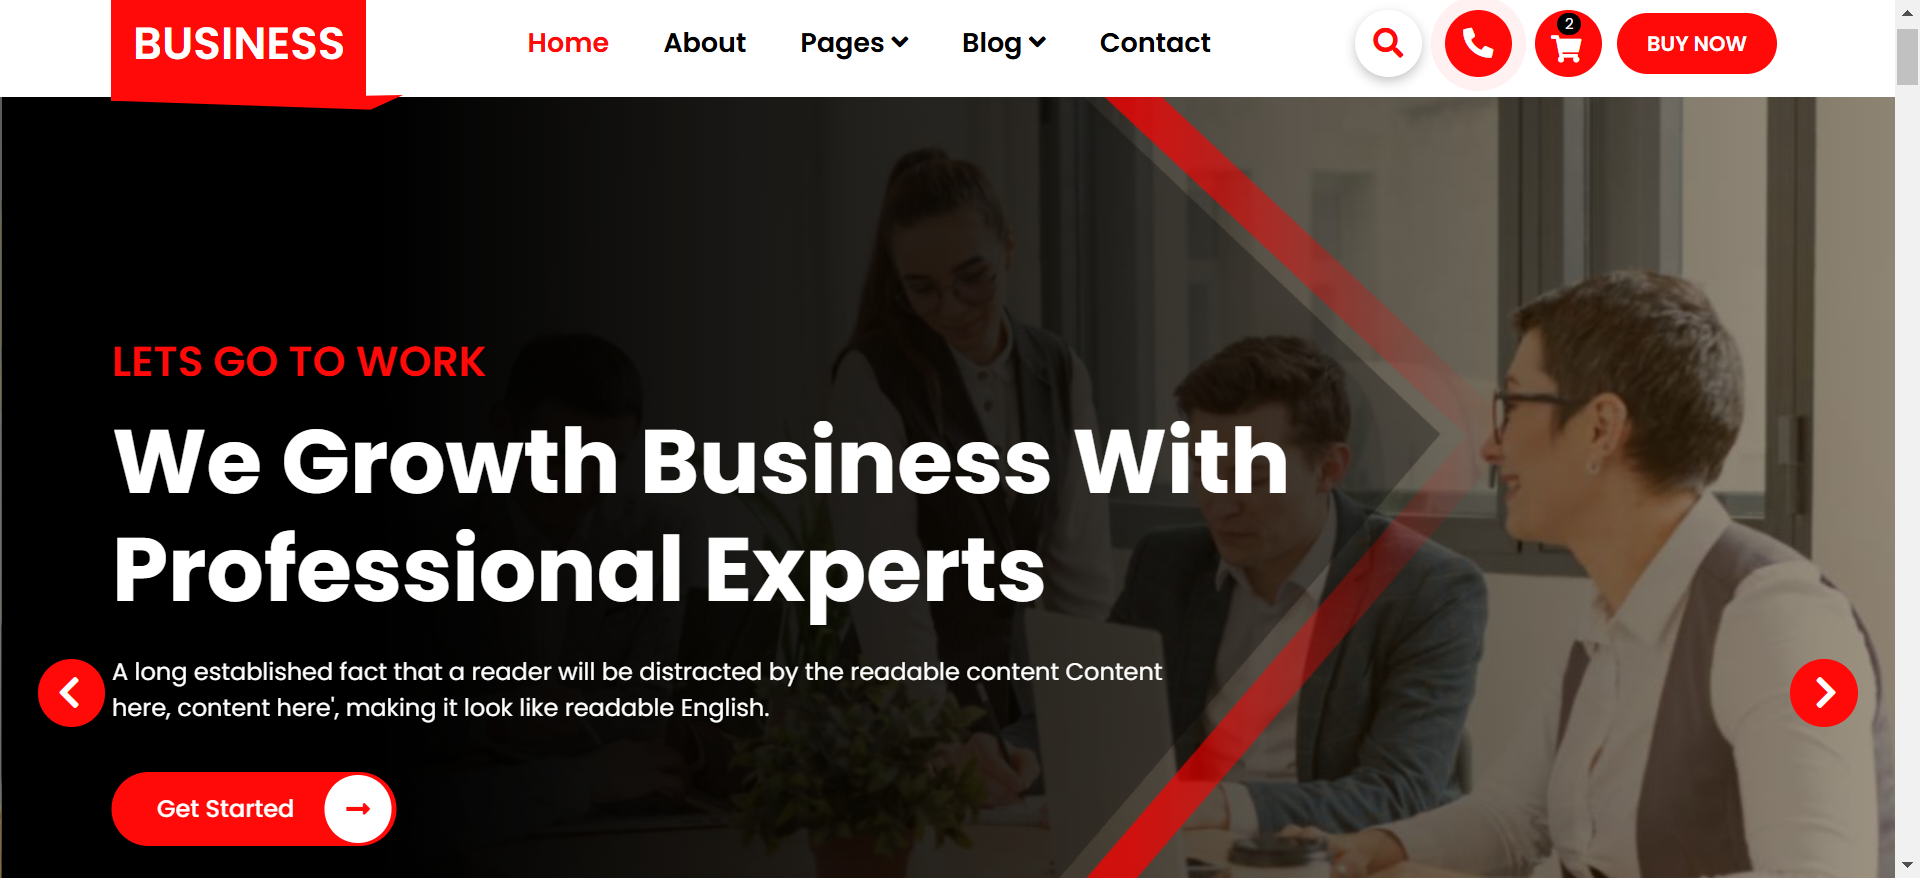 BUSINESS
Home About Pages Blog Contact 2 BUY NOW
LETS GO TO WORK
We Growth Business With
Professional Experts
A long established fact that a reader will be distracted by the readable content Content
here, content here', making it look like readable English.
Get Started